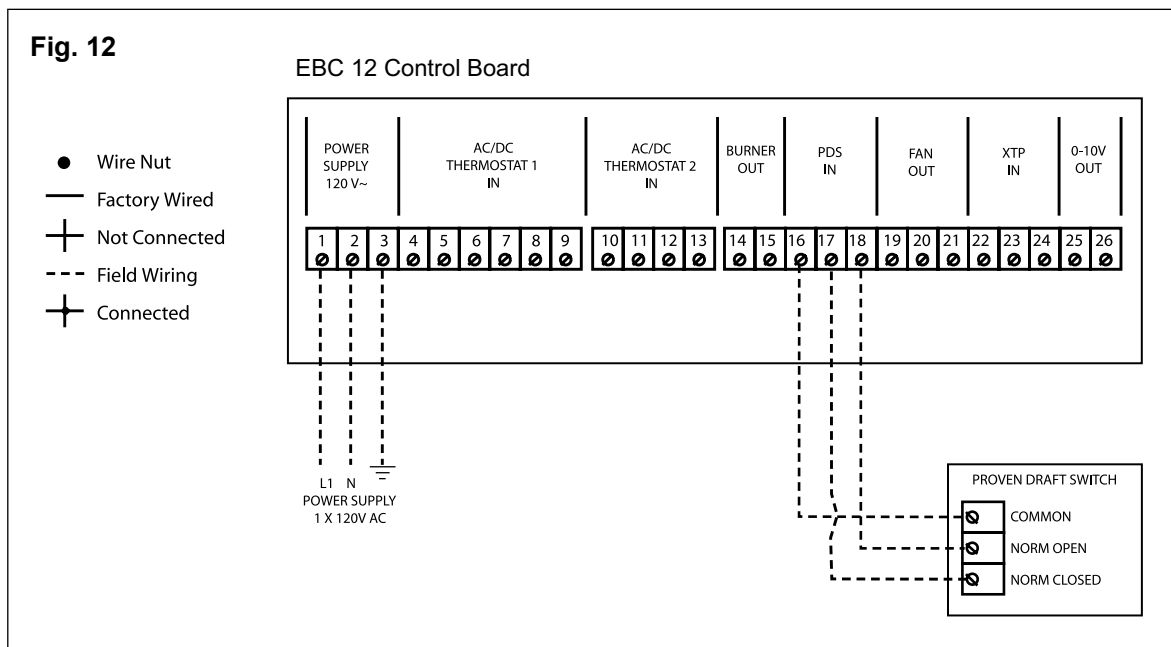 Fig. 12
EBC 12 Control Board
Wire Nut
Factory Wired
Not Connected
Field Wiring
Connected
POWER
SUPPLY
120 V~
AC/DC
THERMOSTAT 1
IN
AC/DC
THERMOSTAT 2
IN
BURNER
OUT
PDS
IN
FAN
OUT
XTP
IN
0-10V
OUT
1 2 3 4 5 6 7 8 9 10 11 12 13 14 15 16 17 18 19 20 21 22 23 24 25 26
L1 N
POWER SUPPLY
1 X 120V AC
PROVEN DRAFT SWITCH
COMMON
NORM OPEN
NORM CLOSED